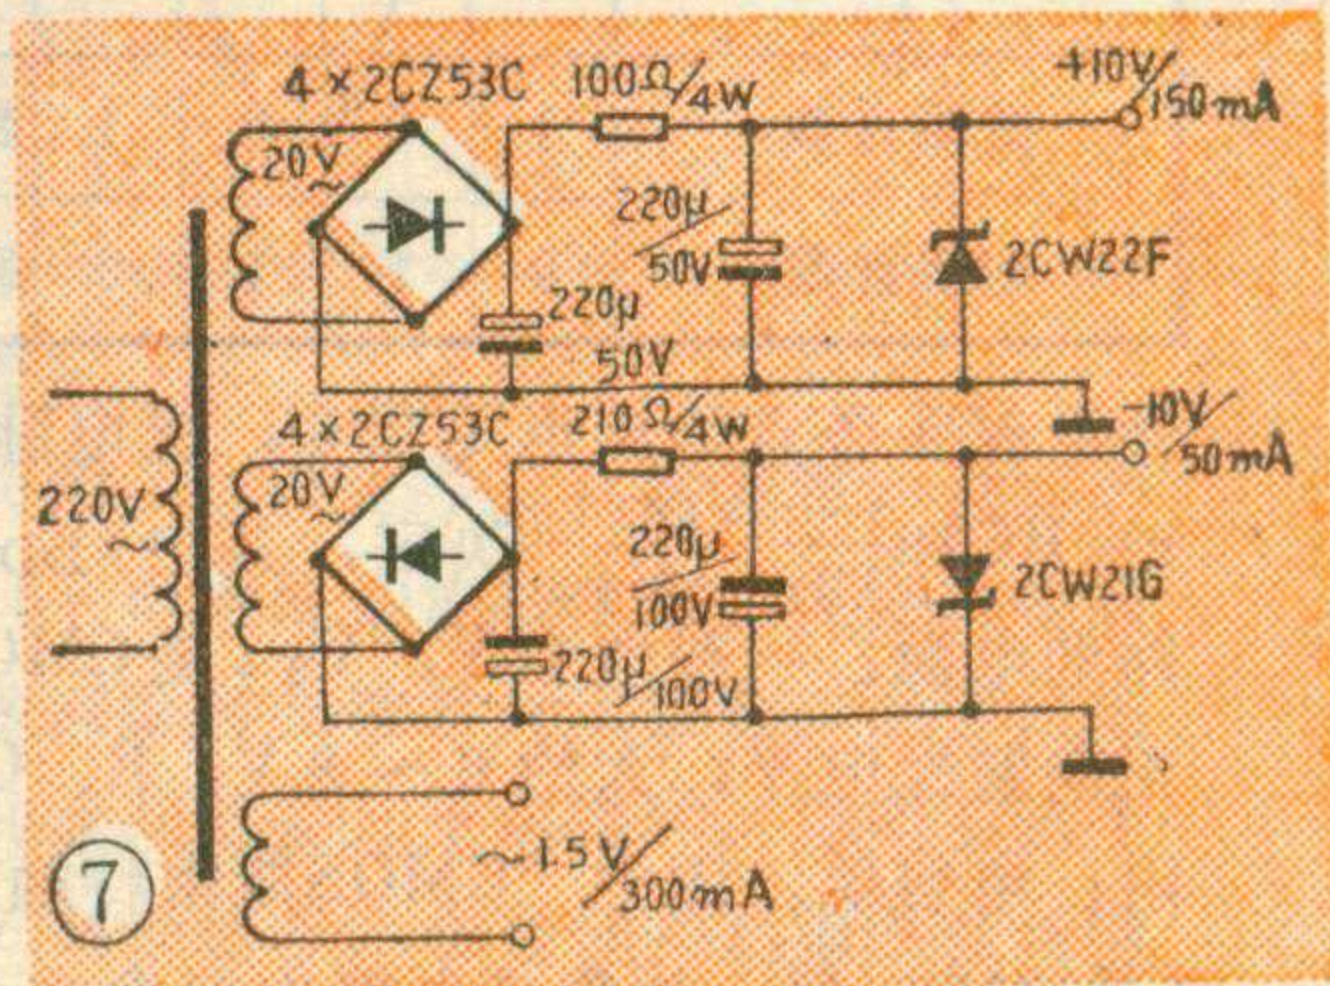 4×2CZ53C
100Ω/4W
+10V/150mA
20V~
220μ/50V
2CW22F
220μ
50V
4×2CZ53C
210Ω/4W
-10V/50mA
220V~
20V~
220μ/100V
2CW21G
220μ/100V
~1.5V/300mA
7